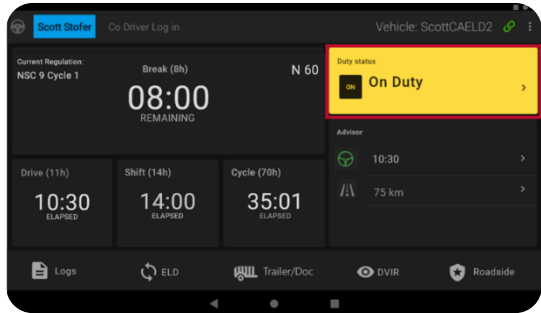 Scott Stofer
Co Driver Log in
Vehicle: ScottCAELD2
Current Regulation:
NSC 9 Cycle 1
Break (8h)
N 60
08:00
REMAINING
Duty status
ON
On Duty
Advisor
10:30
75 km
Drive (11h)
10:30
ELAPSED
Shift (14h)
14:00
ELAPSED
Cycle (70h)
35:01
ELAPSED
Logs
ELD
Trailer/Doc
DVIR
Roadside